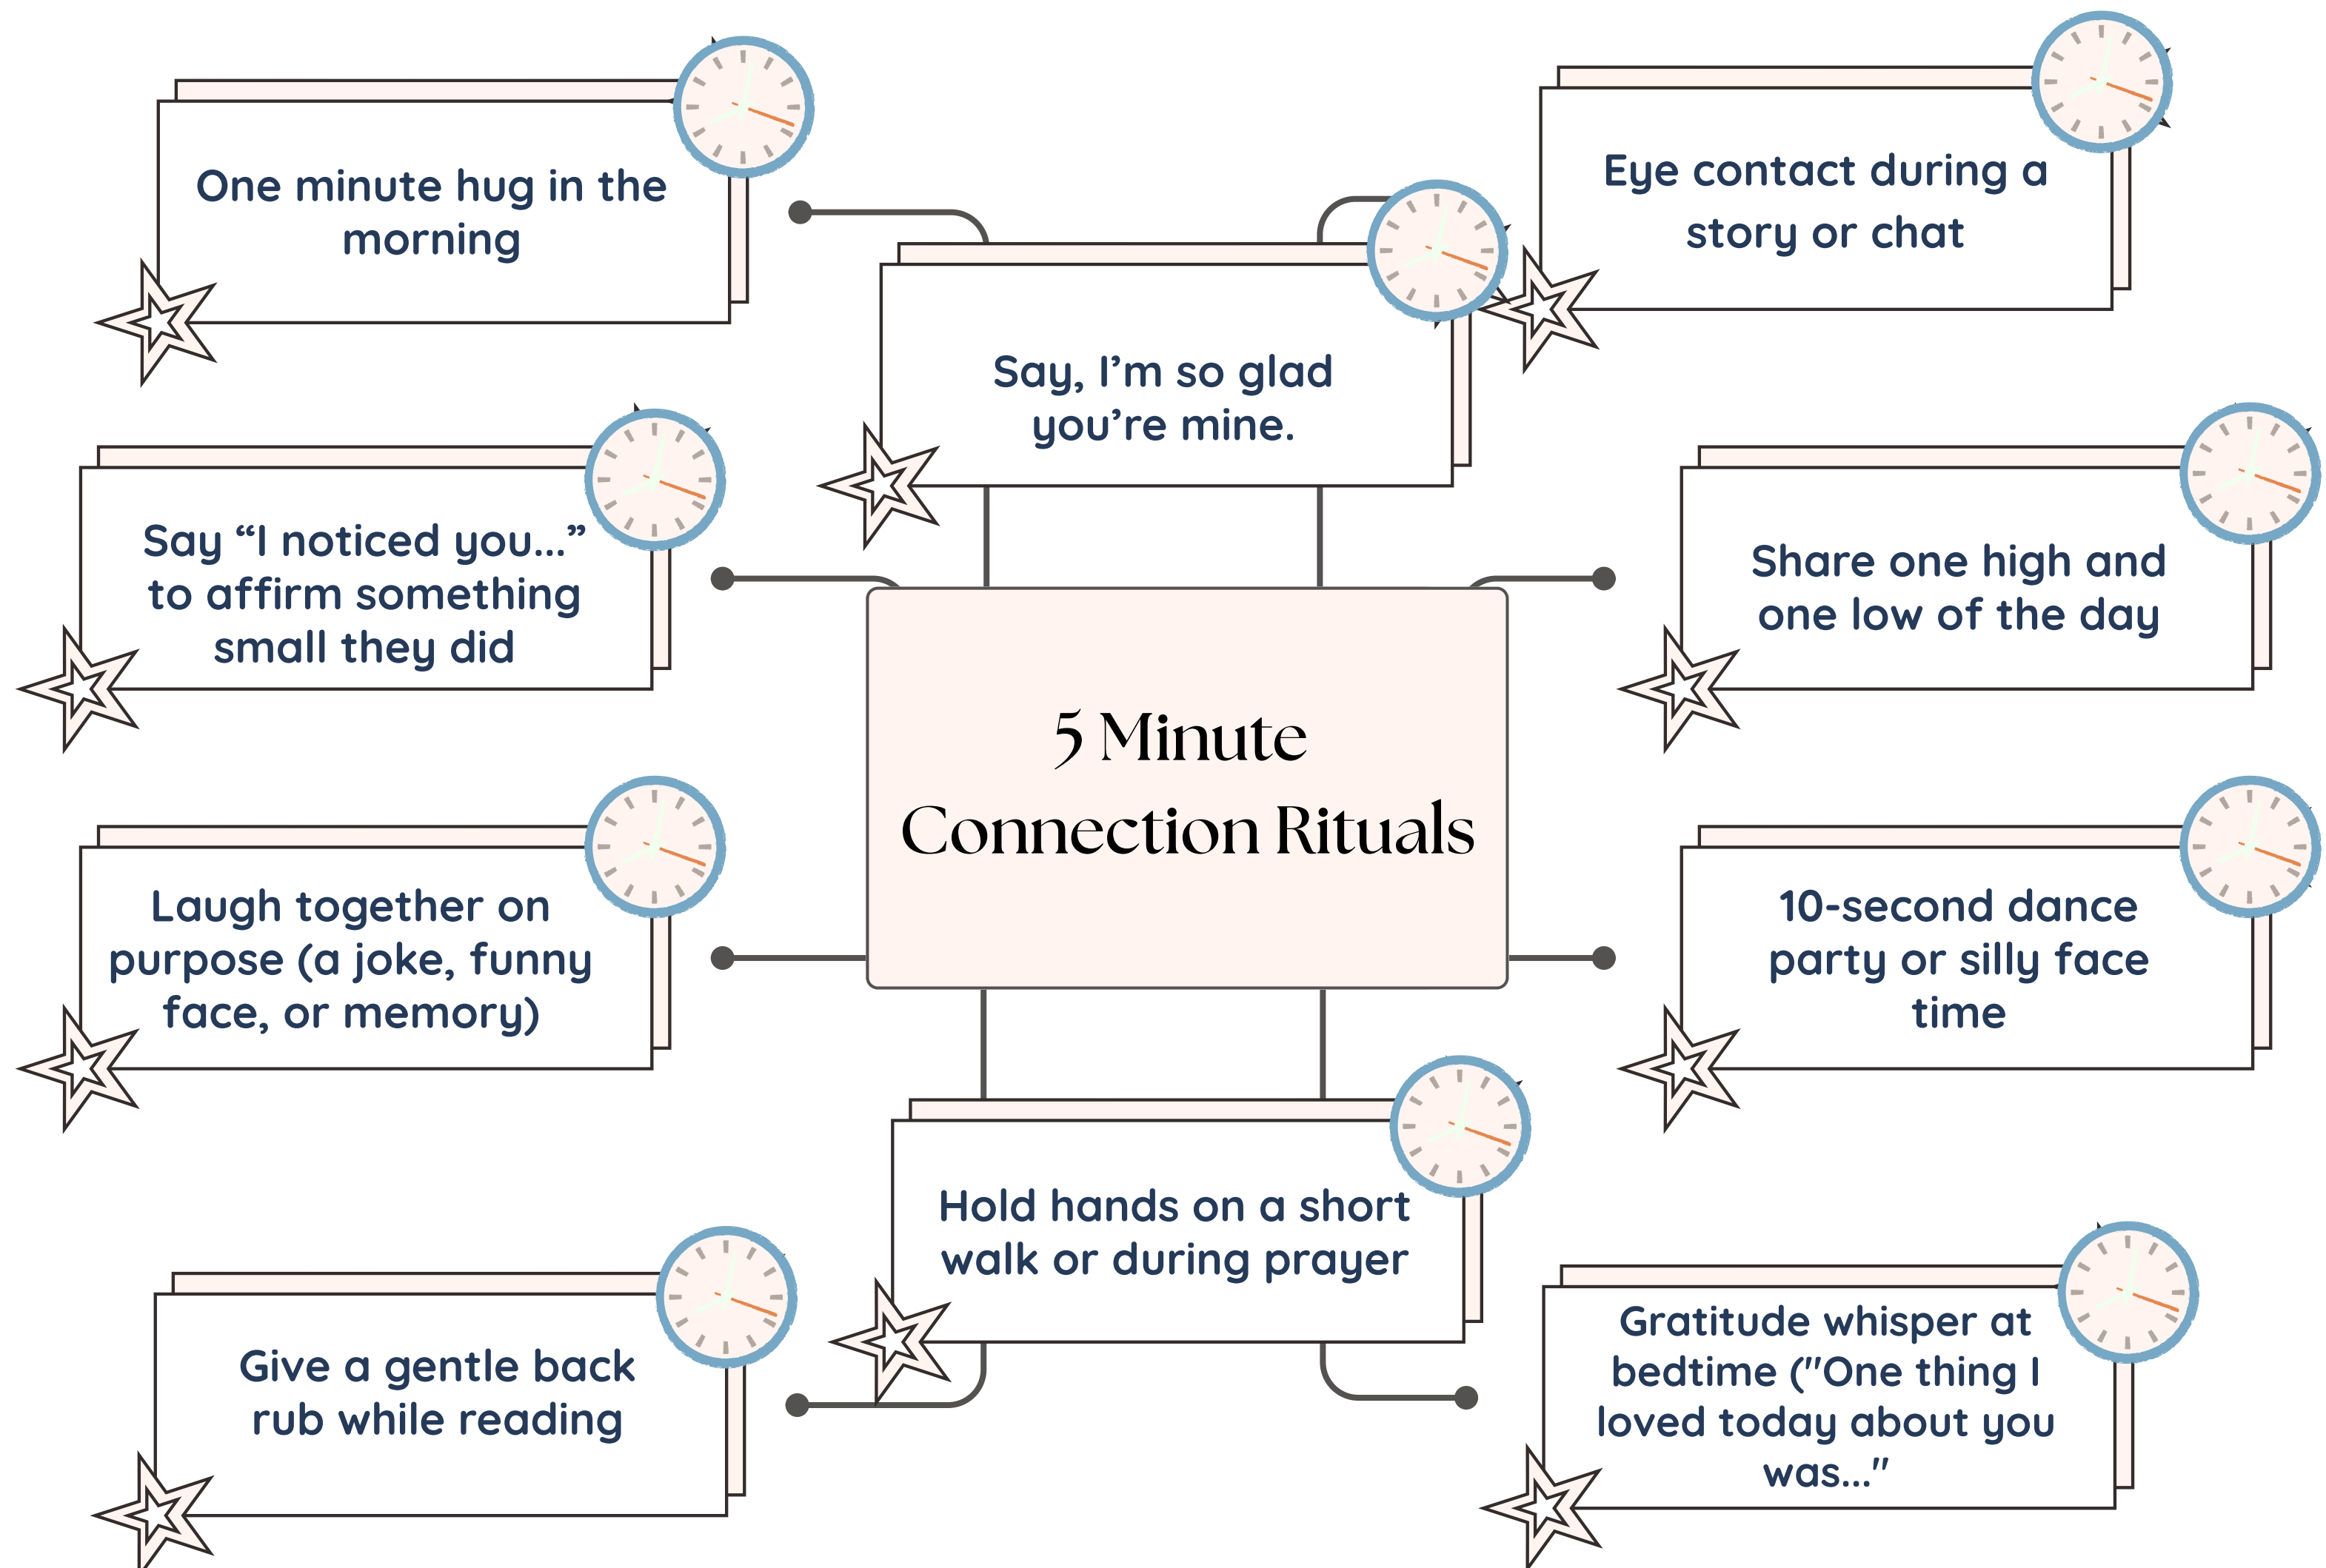 One minute hug in the
morning
Say, I’m so glad
you’re mine.
Eye contact during a
story or chat
Say “I noticed you...”
to affirm something
small they did
Share one high and
one low of the day
5 Minute
Connection Rituals
Laugh together on
purpose (a joke, funny
face, or memory)
10-second dance
party or silly face
time
Hold hands on a short
walk or during prayer
Give a gentle back
rub while reading
Gratitude whisper at
bedtime (""One thing I
loved today about you
was..."